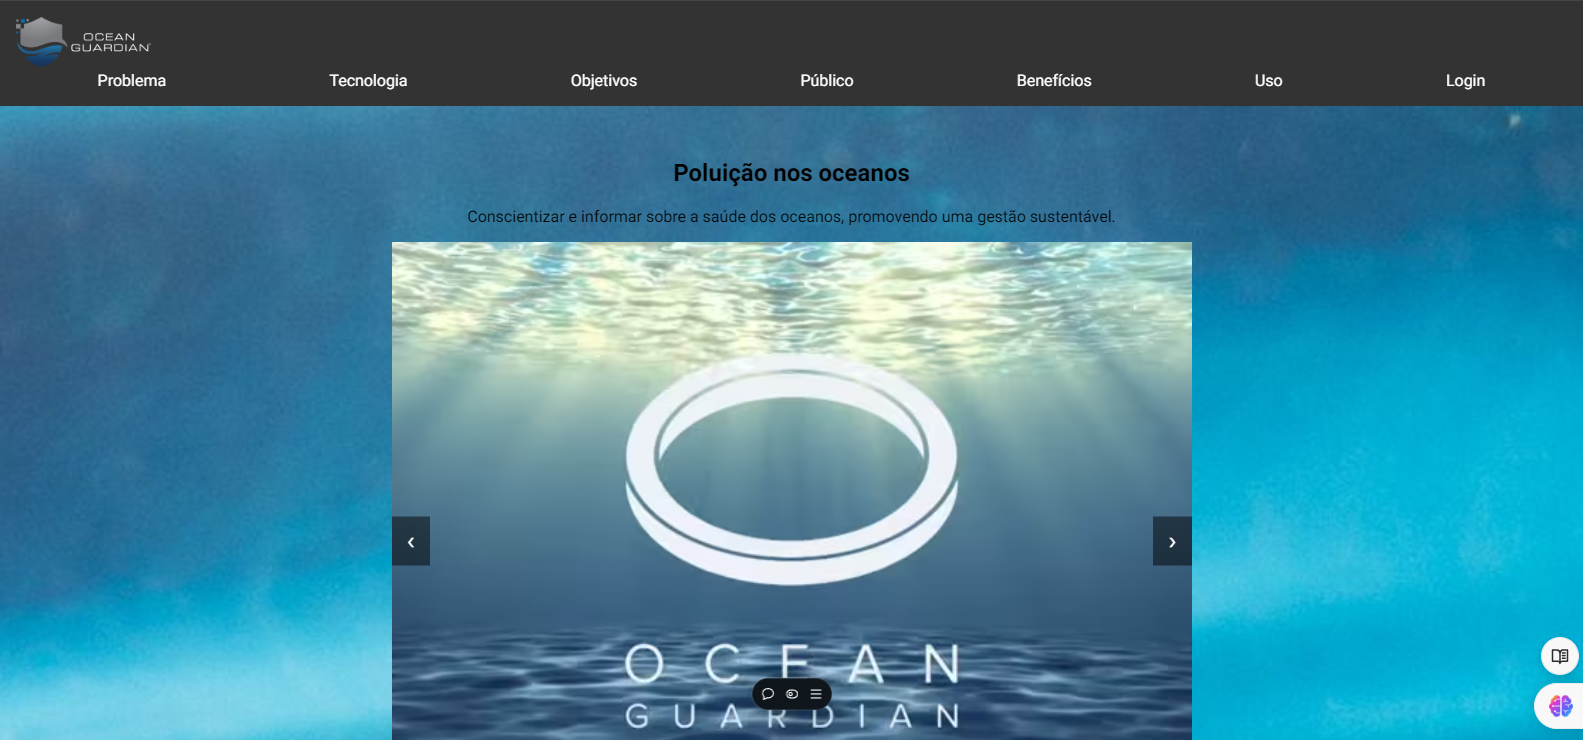 OCEAN
GUARDIAN
Problema
Tecnologia
Objetivos
Público
Benefícios
Uso
Login
Poluição nos oceanos
Conscientizar e informar sobre a saúde dos oceanos, promovendo uma gestão sustentável.
OCEAN
GUARDIAN